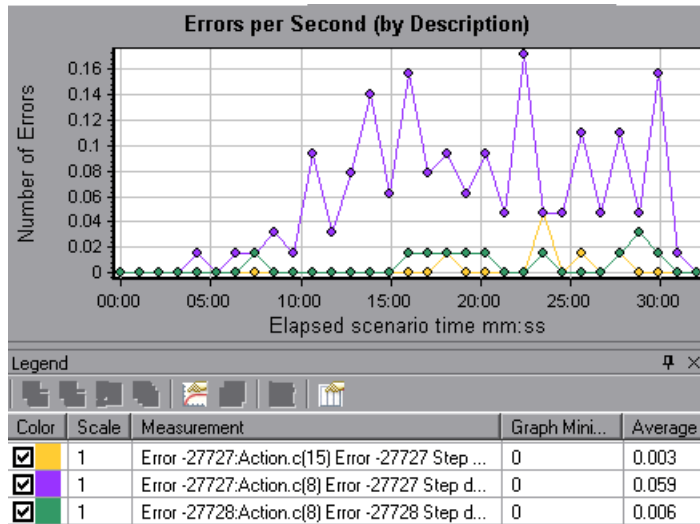 Errors per Second (by Description)
Number of Errors
0.16
0.14
0.12
0.1
0.08
0.06
0.04
0.02
0
00:00 05:00 10:00 15:00 20:00 25:00 30:00
Elapsed scenario time mm:ss
Legend
Color Scale Measurement Graph Mini... Average
1 Error -27727:Action.c(15) Error -27727 Step ... 0 0.003
1 Error -27727:Action.c(8) Error -27727 Step d... 0 0.059
1 Error -27728:Action.c(8) Error -27728 Step d... 0 0.006